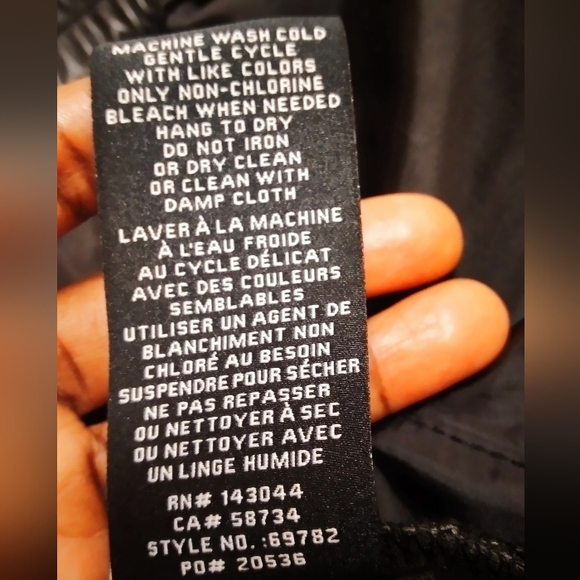 MACHINE WASH COLD
GENTLE CYCLE
WITH LIKE COLORS
ONLY NON-CHLORINE
BLEACH WHEN NEEDED
HANG TO DRY
DO NOT IRON
OR DRY CLEAN
OR CLEAN WITH
DAMP CLOTH
LAVER À LA MACHINE
À L'EAU FROIDE
AU CYCLE DÉLICAT
AVEC DES COULEURS
SEMBLABLES
UTILISER UN AGENT DE
BLANCHIMENT NON
CHLORÉ AU BESOIN
SUSPENDRE POUR SÉCHER
NE PAS REPASSER
OU NETTOYER À SEC
OU NETTOYER AVEC
UN LINGE HUMIDE
RN# 143044
CA# 58734
STYLE NO. :69782
PO# 20536